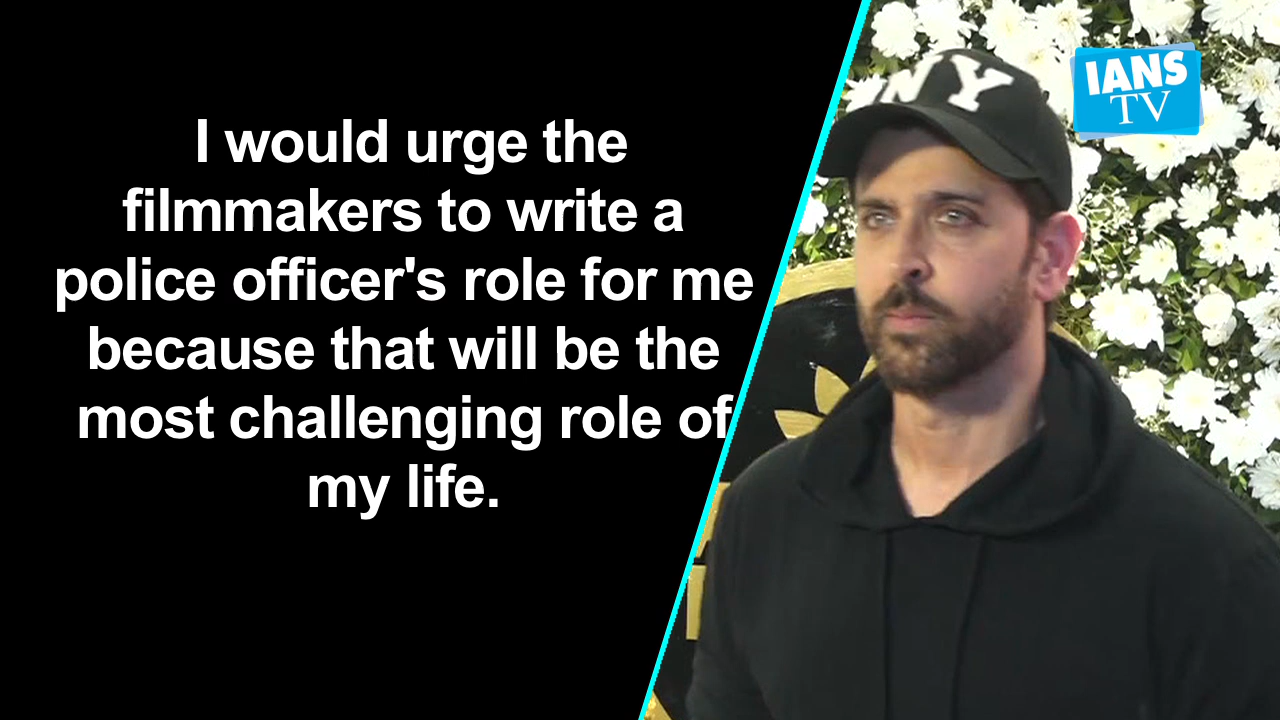 I would urge the
filmmakers to write a
police officer's role for me
because that will be the
most challenging role of
my life.
NY
IANS
TV